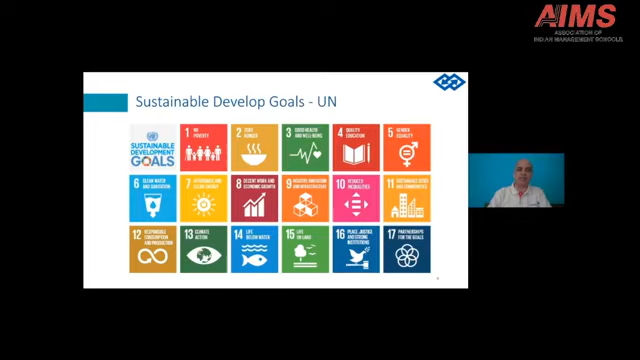 AIMS
ASSOCIATION OF
INDIAN MANAGEMENT SCHOOLS
Sustainable Develop Goals - UN
SUSTAINABLE
DEVELOPMENT
GOALS
1 NO
POVERTY
2 ZERO
HUNGER
3 GOOD HEALTH
AND WELL-BEING
4 QUALITY
EDUCATION
5 GENDER
EQUALITY
6 CLEAN WATER
AND SANITATION
7 AFFORDABLE AND
CLEAN ENERGY
8 DECENT WORK AND
ECONOMIC GROWTH
9 INDUSTRY, INNOVATION
AND INFRASTRUCTURE
10 REDUCED
INEQUALITIES
11 SUSTAINABLE CITIES
AND COMMUNITIES
12 RESPONSIBLE
CONSUMPTION
AND PRODUCTION
13 CLIMATE
ACTION
14 LIFE
BELOW WATER
15 LIFE
ON LAND
16 PEACE, JUSTICE
AND STRONG
INSTITUTIONS
17 PARTNERSHIPS
FOR THE GOALS